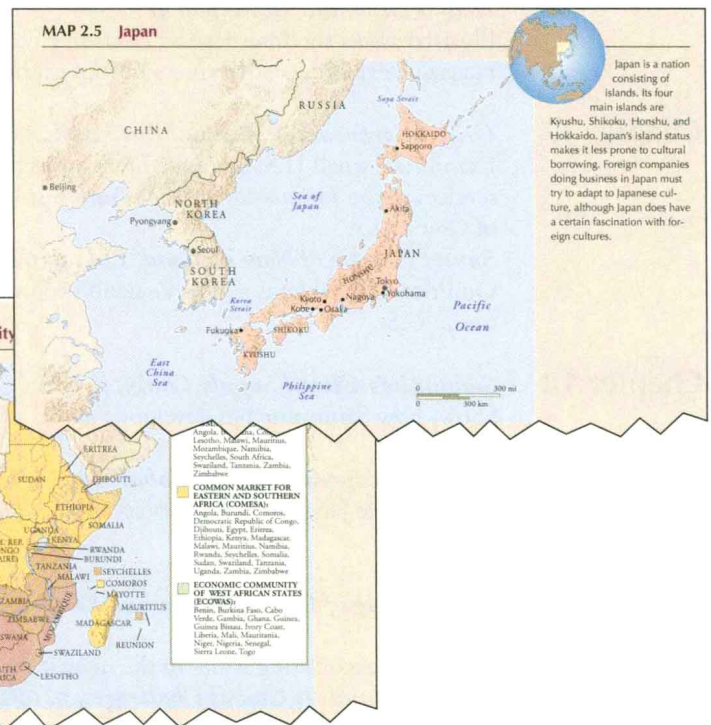 MAP 2.5 Japan
Japan is a nation
consisting of
islands. Its four
main islands are
Kyushu, Shikoku, Honshu, and
Hokkaido. Japan's island status
makes it less prone to cultural
borrowing. Foreign companies
doing business in Japan must
try to adapt to Japanese cul-
ture, although Japan does have
a certain fascination with for-
eign cultures.
RUSSIA
Soya Strait
CHINA
HOKKAIDO
Sapporo
Beijing
Sea of
Japan
NORTH
KOREA
Pyongyang
Akita
Seoul
JAPAN
SOUTH
KOREA
HONSHU
Tokyo
Korea
Strait
Kyoto
Nagoya
Yokohama
Kobe
Osaka
Pacific
Ocean
Fukuoka
SHIKOKU
KYUSHU
East
China
Sea
Philippine
Sea
0 300 mi
0 300 km
ity
ERITREA
SUDAN
DJIBOUTI
ETHIOPIA
SOMALIA
UGANDA
KENYA
RWANDA
BURUNDI
TANZANIA
SEYCHELLES
MALAWI
COMOROS
MAYOTTE
ZAMBIA
MAURITIUS
MOZAMBIQUE
ZIMBABWE
MADAGASCAR
REUNION
SWANA
SWAZILAND
LESOTHO
Lesotho, Malawi, Mauritius,
Mozambique, Namibia,
Seychelles, South Africa,
Swaziland, Tanzania, Zambia,
Zimbabwe
COMMON MARKET FOR
EASTERN AND SOUTHERN
AFRICA (COMESA):
Angola, Burundi, Comoros,
Democratic Republic of Congo,
Djibouti, Egypt, Eritrea,
Ethiopia, Kenya, Madagascar,
Malawi, Mauritius, Namibia,
Rwanda, Seychelles, Somalia,
Sudan, Swaziland, Tanzania,
Uganda, Zambia, Zimbabwe
ECONOMIC COMMUNITY
OF WEST AFRICAN STATES
(ECOWAS):
Benin, Burkina Faso, Cabo
Verde, Gambia, Ghana, Guinea,
Guinea Bissau, Ivory Coast,
Liberia, Mali, Mauritania,
Niger, Nigeria, Senegal,
Sierra Leone, Togo